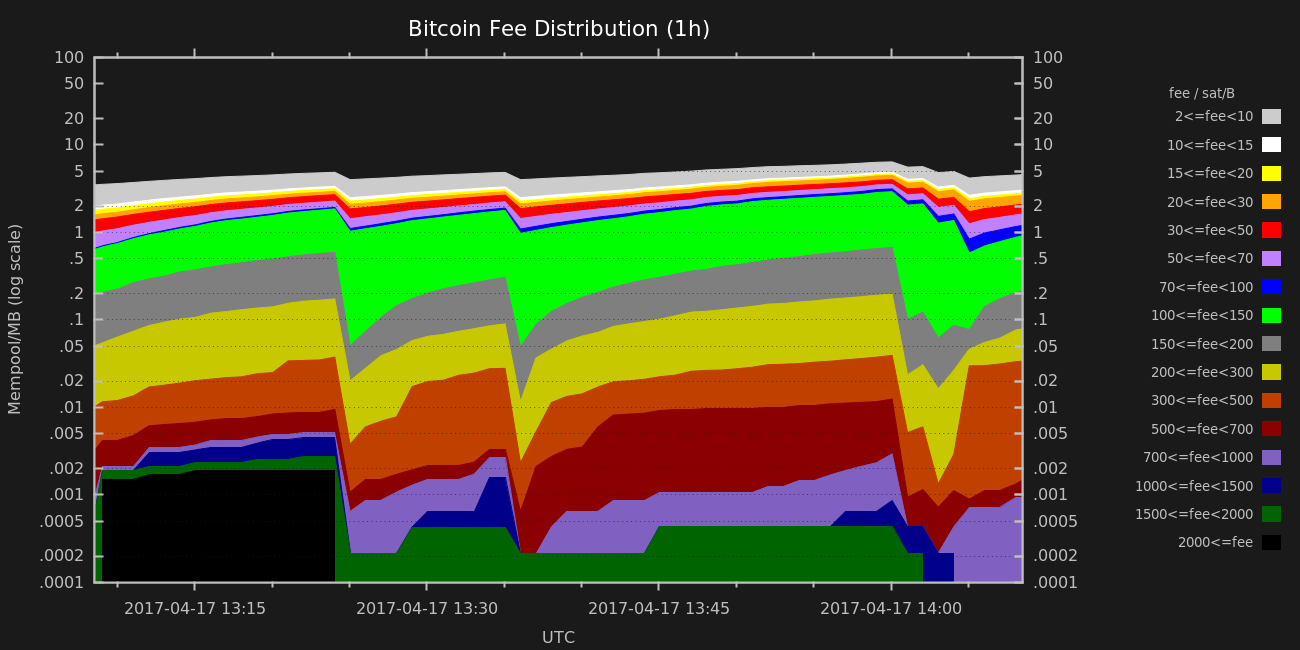 Bitcoin Fee Distribution (1h)
100
50
20
10
5
2
1
.5
.2
.1
.05
.02
.01
.005
.002
.001
.0005
.0002
.0001
Mempool/MB (log scale)
100
50
20
10
5
2
1
.5
.2
.1
.05
.02
.01
.005
.002
.001
.0005
.0002
.0001
2017-04-17 13:15
2017-04-17 13:30
2017-04-17 13:45
2017-04-17 14:00
UTC
fee / sat/B
2<=fee<10
10<=fee<15
15<=fee<20
20<=fee<30
30<=fee<50
50<=fee<70
70<=fee<100
100<=fee<150
150<=fee<200
200<=fee<300
300<=fee<500
500<=fee<700
700<=fee<1000
1000<=fee<1500
1500<=fee<2000
2000<=fee